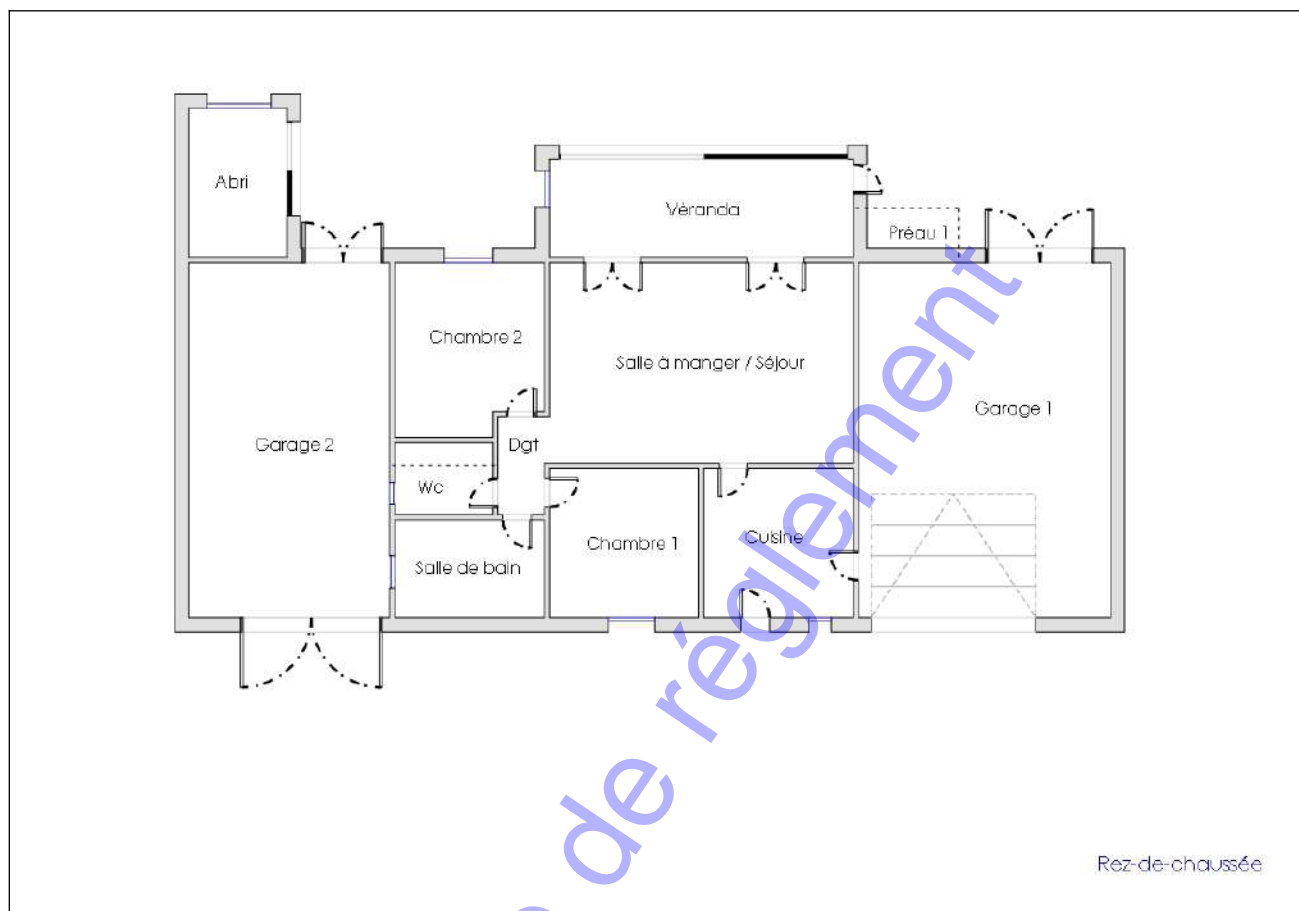 Abri
Véranda
Préau 1
Chambre 2
Salle à manger / Séjour
Garage 1
Garage 2
Dgt
Wc
Cuisine
Chambre 1
Salle de bain
de réglement
Rez-de-chaussée